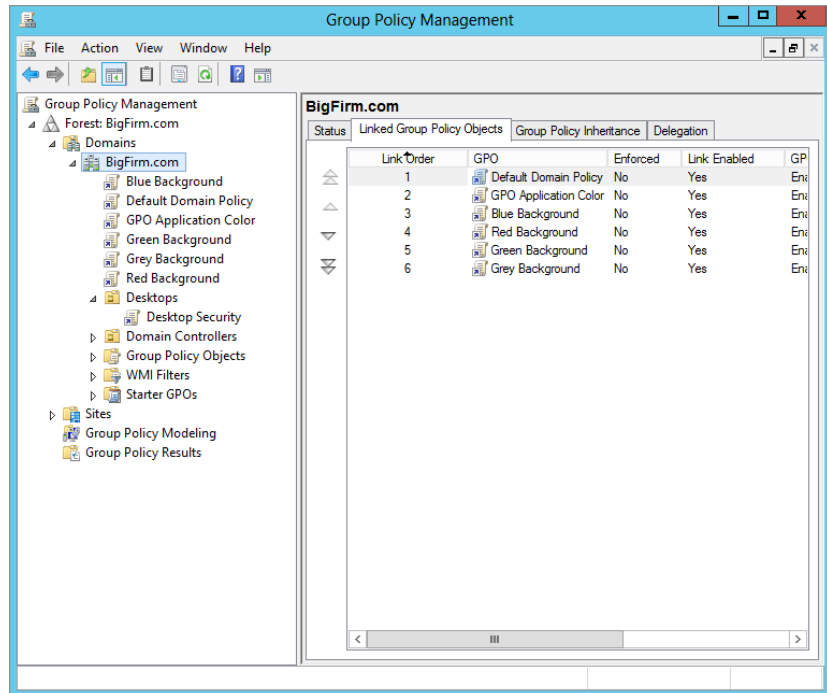 Group Policy Management
File Action View Window Help
Group Policy Management
Forest: BigFirm.com
Domains
BigFirm.com
Blue Background
Default Domain Policy
GPO Application Color
Green Background
Grey Background
Red Background
Desktops
Desktop Security
Domain Controllers
Group Policy Objects
WMI Filters
Starter GPOs
Sites
Group Policy Modeling
Group Policy Results
BigFirm.com
Status Linked Group Policy Objects Group Policy Inheritance Delegation
Link Order GPO Enforced Link Enabled GP
1 Default Domain Policy No Yes Ena
2 GPO Application Color No Yes Ena
3 Blue Background No Yes Ena
4 Red Background No Yes Ena
5 Green Background No Yes Ena
6 Grey Background No Yes Ena